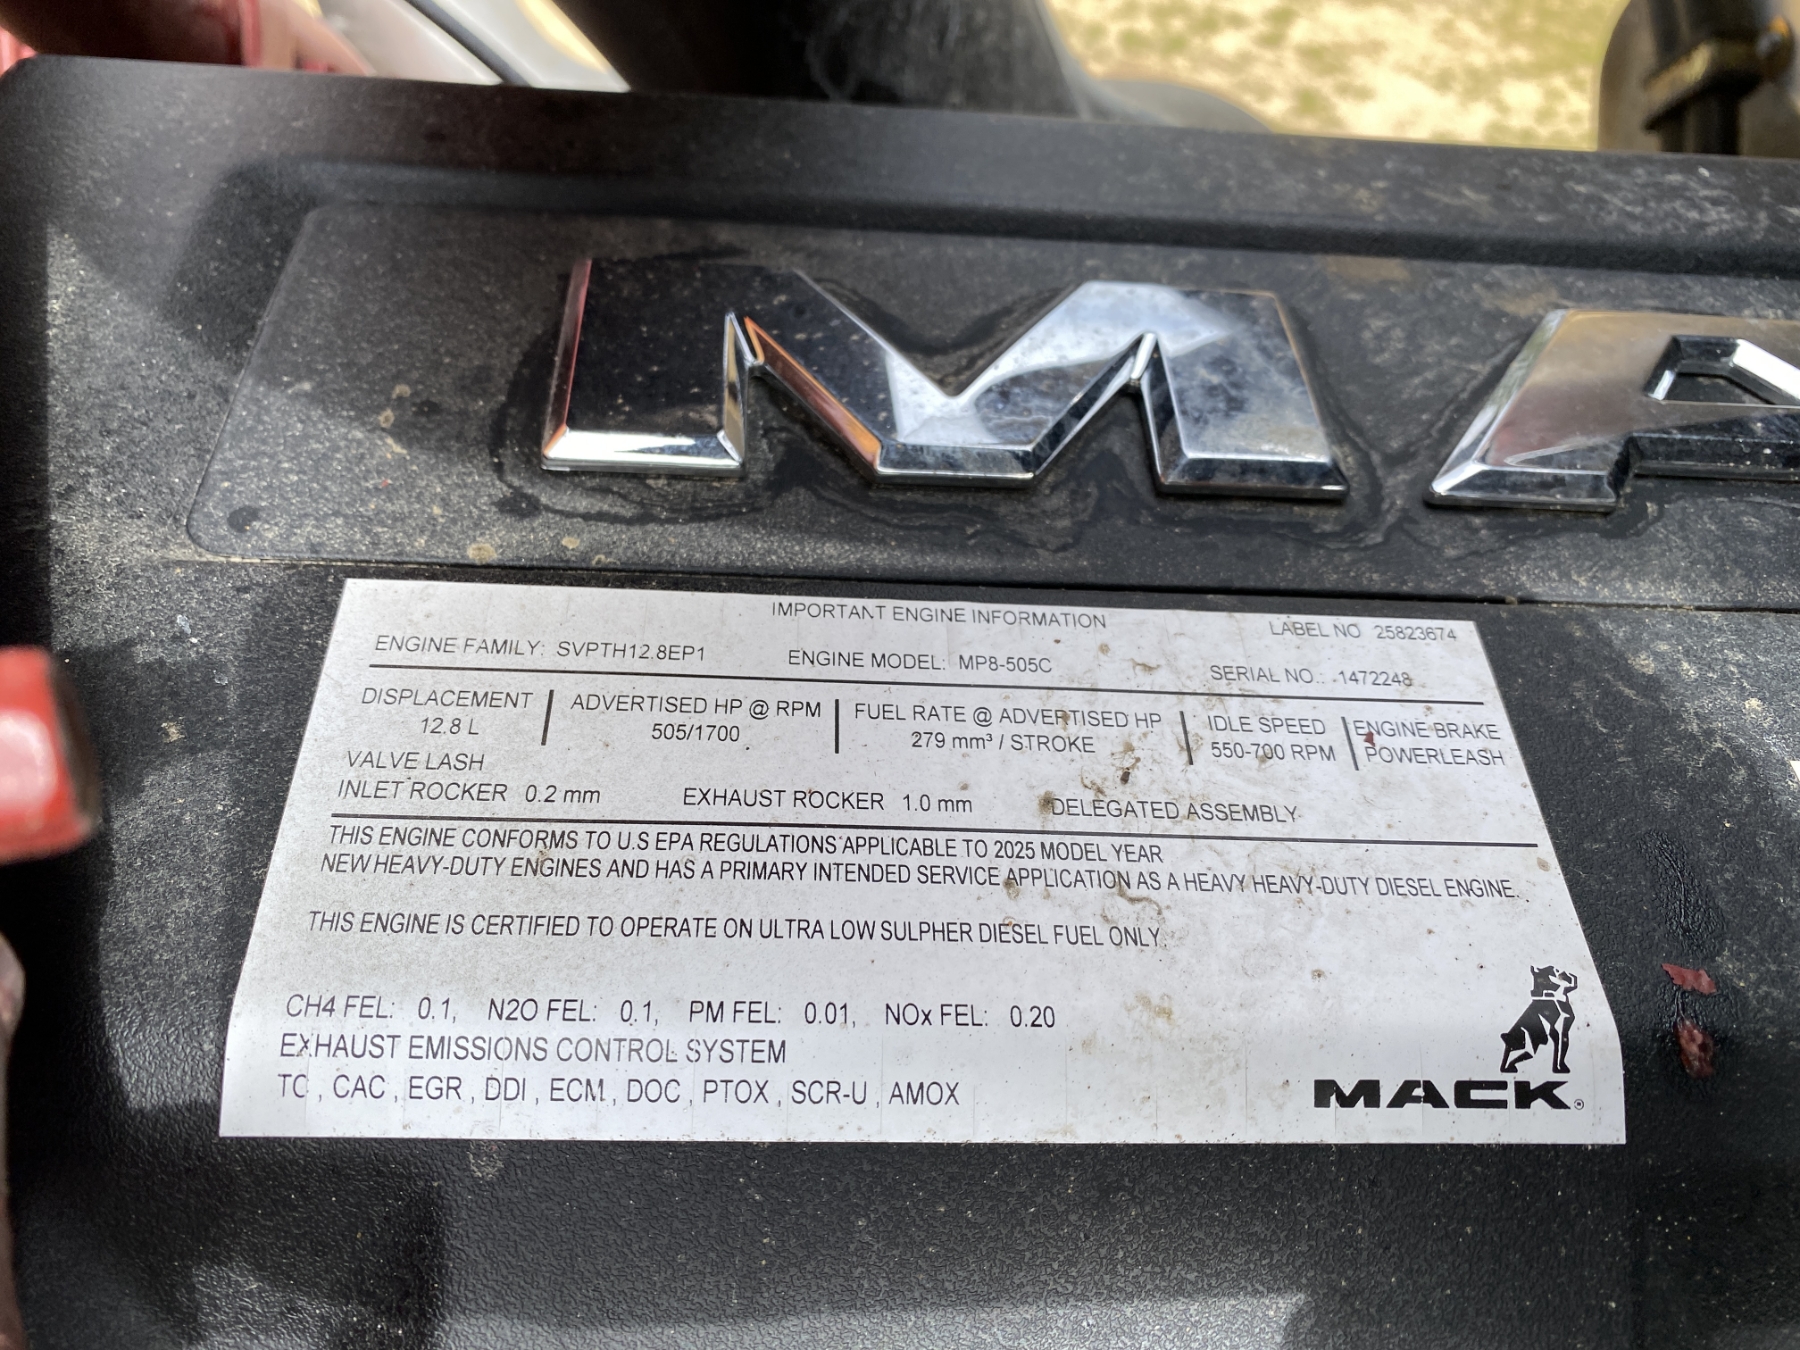 MA
IMPORTANT ENGINE INFORMATION
LABEL NO 25823674
ENGINE FAMILY: SVPTH12.8EP1 ENGINE MODEL: MP8-505C SERIAL NO.: 1472248
DISPLACEMENT ADVERTISED HP @ RPM FUEL RATE @ ADVERTISED HP IDLE SPEED ENGINE BRAKE
12.8 L 505/1700 279 mm³ / STROKE 550-700 RPM POWERLEASH
VALVE LASH
INLET ROCKER 0.2 mm EXHAUST ROCKER 1.0 mm DELEGATED ASSEMBLY
THIS ENGINE CONFORMS TO U.S EPA REGULATIONS APPLICABLE TO 2025 MODEL YEAR
NEW HEAVY-DUTY ENGINES AND HAS A PRIMARY INTENDED SERVICE APPLICATION AS A HEAVY HEAVY-DUTY DIESEL ENGINE.
THIS ENGINE IS CERTIFIED TO OPERATE ON ULTRA LOW SULPHER DIESEL FUEL ONLY.
CH4 FEL: 0.1, N2O FEL: 0.1, PM FEL: 0.01, NOx FEL: 0.20
EXHAUST EMISSIONS CONTROL SYSTEM
TC , CAC , EGR , DDI , ECM , DOC , PTOX , SCR-U , AMOX
MACK®